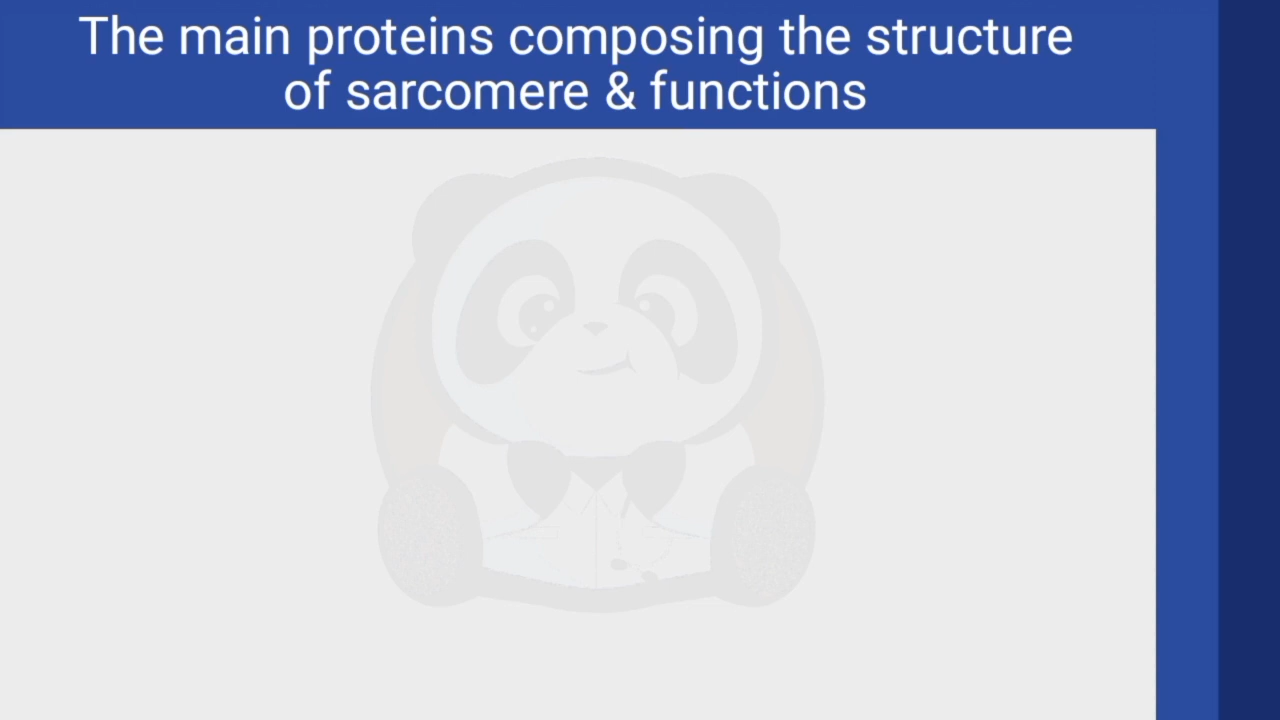 The main proteins composing the structure
of sarcomere & functions